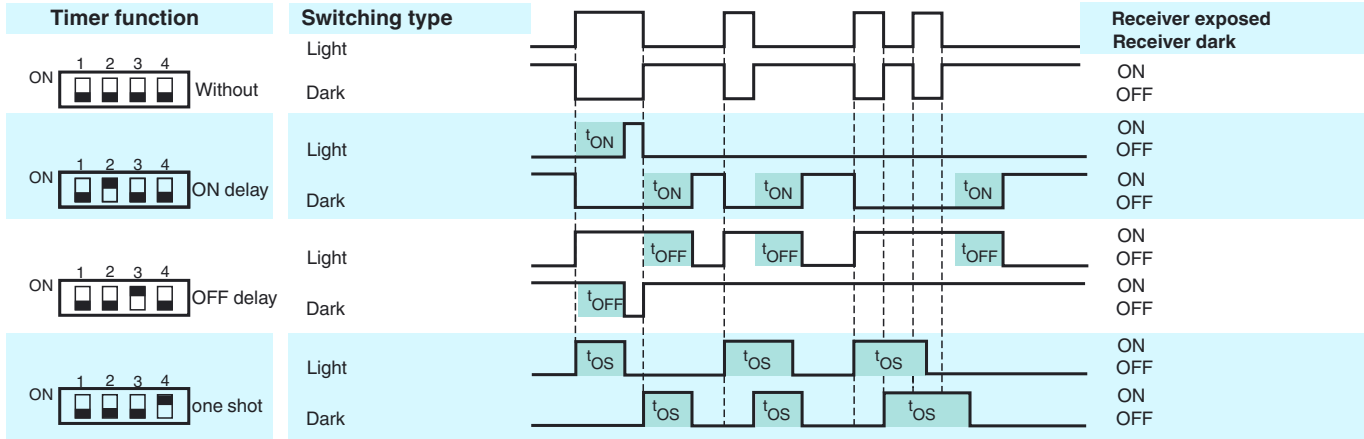 Timer function Switching type Receiver exposed
Receiver dark
Light
1 2 3 4
ON Without Dark ON
OFF
tON ON
Light OFF
1 2 3 4
ON ON delay tON tON tON ON
Dark OFF
Light tOFF tOFF tOFF ON
OFF
1 2 3 4
ON OFF delay tOFF ON
Dark OFF
Light tOS tOS tOS ON
OFF
1 2 3 4
ON one shot tOS tOS tOS ON
Dark OFF